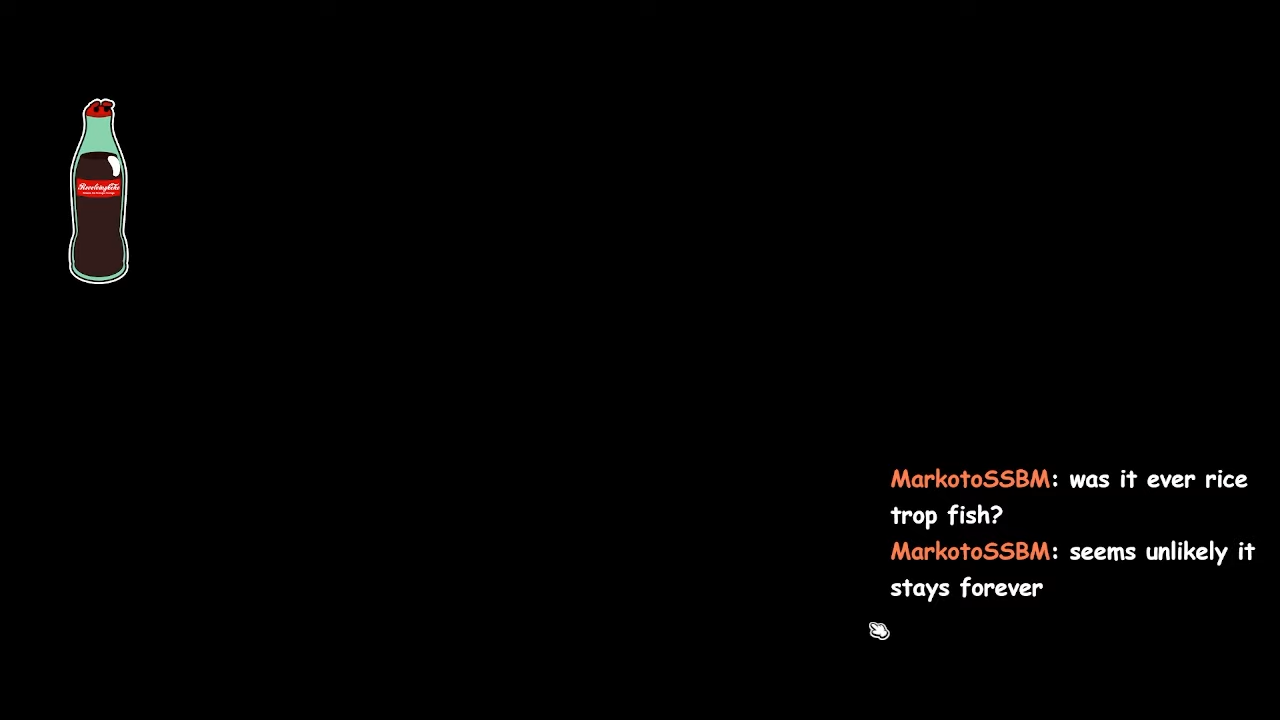 MarkotoSSBM: was it ever rice
trop fish?
MarkotoSSBM: seems unlikely it
stays forever